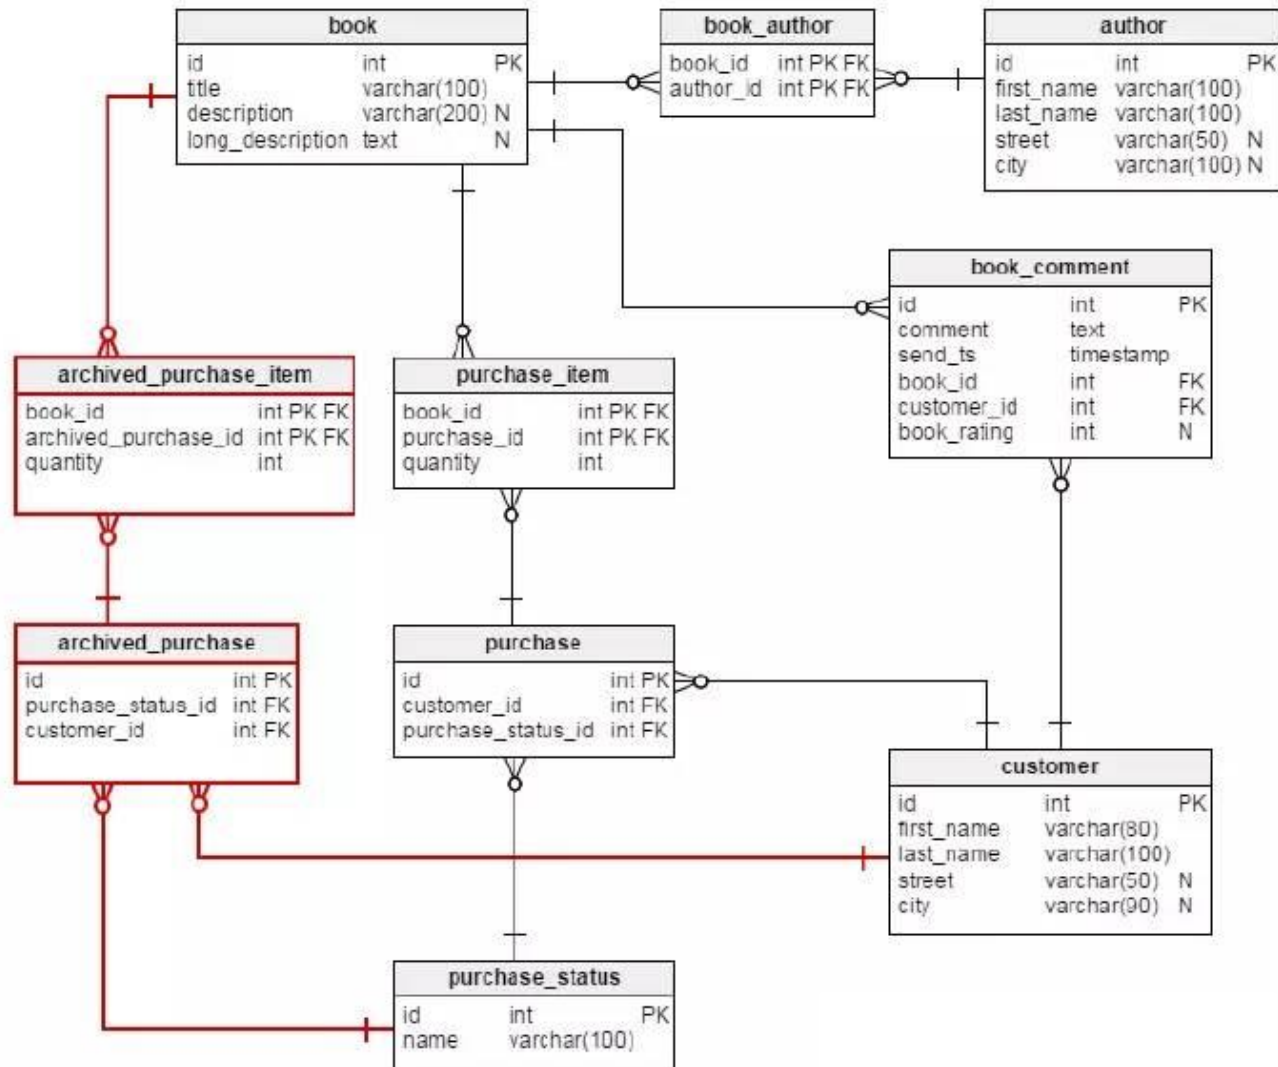 book
id int PK
title varchar(100)
description varchar(200) N
long_description text N
book_author
book_id int PK FK
author_id int PK FK
author
id int PK
first_name varchar(100)
last_name varchar(100)
street varchar(50) N
city varchar(100) N
book_comment
id int PK
comment text
send_ts timestamp
book_id int FK
customer_id int FK
book_rating int N
archived_purchase_item
book_id int PK FK
archived_purchase_id int PK FK
quantity int
purchase_item
book_id int PK FK
purchase_id int PK FK
quantity int
archived_purchase
id int PK
purchase_status_id int FK
customer_id int FK
purchase
id int PK
customer_id int FK
purchase_status_id int FK
customer
id int PK
first_name varchar(80)
last_name varchar(100)
street varchar(50) N
city varchar(90) N
purchase_status
id int PK
name varchar(100)